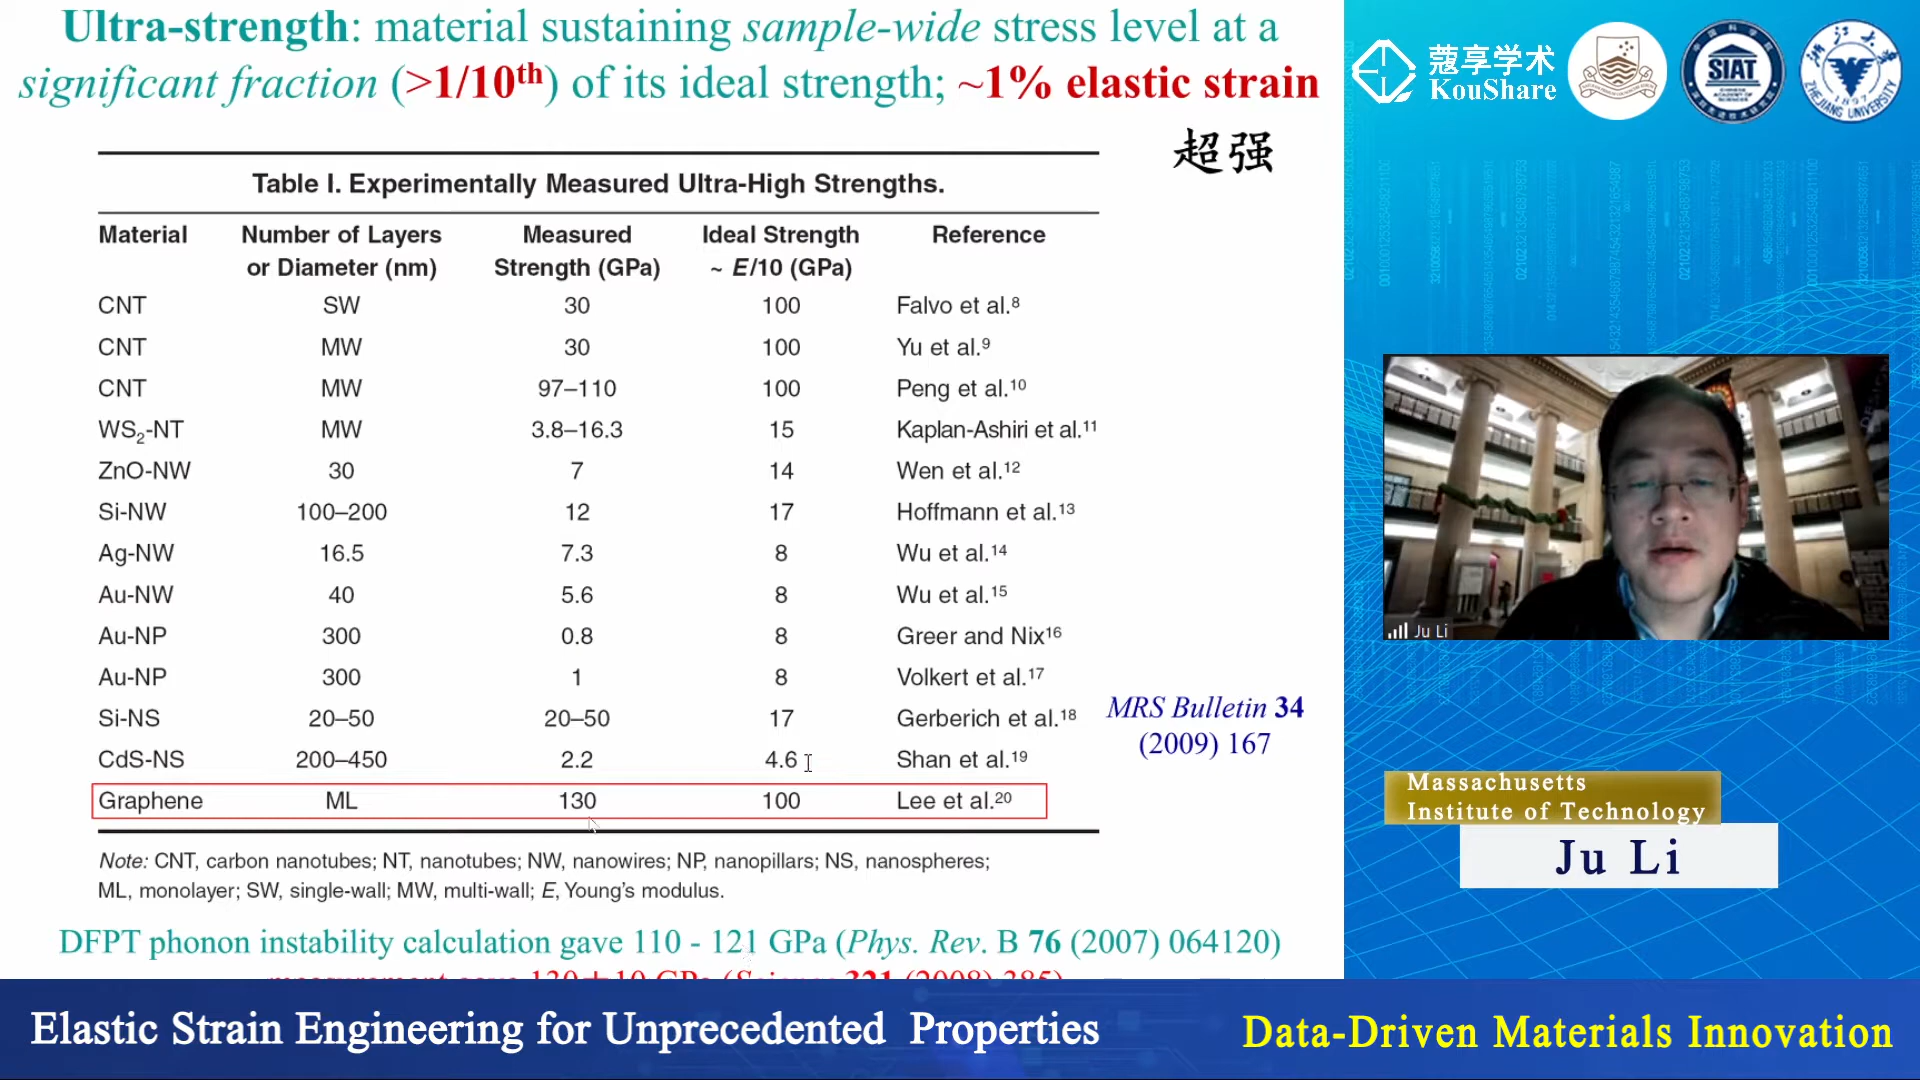 Ultra-strength: material sustaining sample-wide stress level at a
significant fraction (>1/10th) of its ideal strength; ~1% elastic strain
超强
Table I. Experimentally Measured Ultra-High Strengths.
Material Number of Layers or Diameter (nm) Measured Strength (GPa) Ideal Strength ~ E/10 (GPa) Reference
CNT SW 30 100 Falvo et al.8
CNT MW 30 100 Yu et al.9
CNT MW 97–110 100 Peng et al.10
WS2-NT MW 3.8–16.3 15 Kaplan-Ashiri et al.11
ZnO-NW 30 7 14 Wen et al.12
Si-NW 100–200 12 17 Hoffmann et al.13
Ag-NW 16.5 7.3 8 Wu et al.14
Au-NW 40 5.6 8 Wu et al.15
Au-NP 300 0.8 8 Greer and Nix16
Au-NP 300 1 8 Volkert et al.17
Si-NS 20–50 20–50 17 Gerberich et al.18
CdS-NS 200–450 2.2 4.6 Shan et al.19
Graphene ML 130 100 Lee et al.20
Note: CNT, carbon nanotubes; NT, nanotubes; NW, nanowires; NP, nanopillars; NS, nanospheres;
ML, monolayer; SW, single-wall; MW, multi-wall; E, Young's modulus.
MRS Bulletin 34
(2009) 167
DFPT phonon instability calculation gave 110 - 121 GPa (Phys. Rev. B 76 (2007) 064120)
measurement gave 130±10 GPa (Science 321 (2008) 385)
蔻享学术
KouShare
SIAT
ZHEJIANG UNIVERSITY
1897
Ju Li
Massachusetts
Institute of Technology
Ju Li
Elastic Strain Engineering for Unprecedented Properties
Data-Driven Materials Innovation